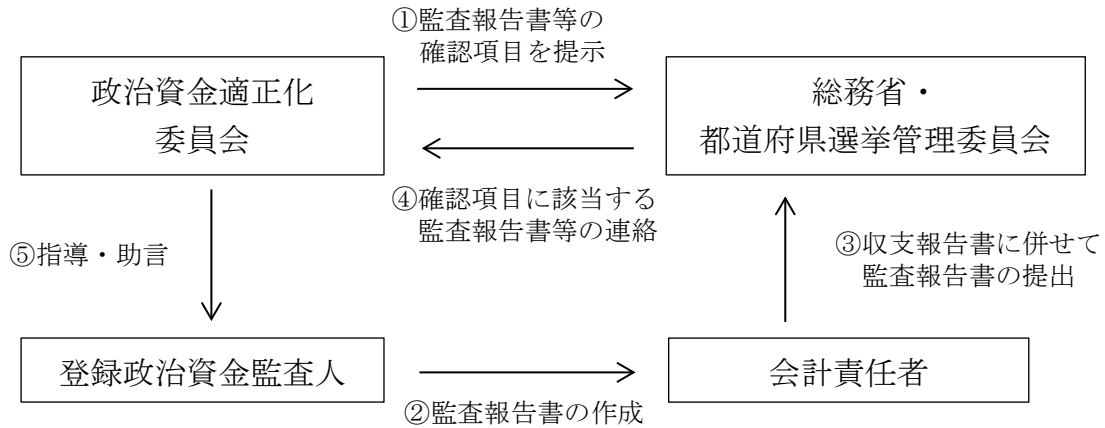 ①監査報告書等の
確認項目を提示
政治資金適正化
委員会
総務省・
都道府県選挙管理委員会
④確認項目に該当する
監査報告書等の連絡
⑤指導・助言
③収支報告書に併せて
監査報告書の提出
登録政治資金監査人
会計責任者
②監査報告書の作成